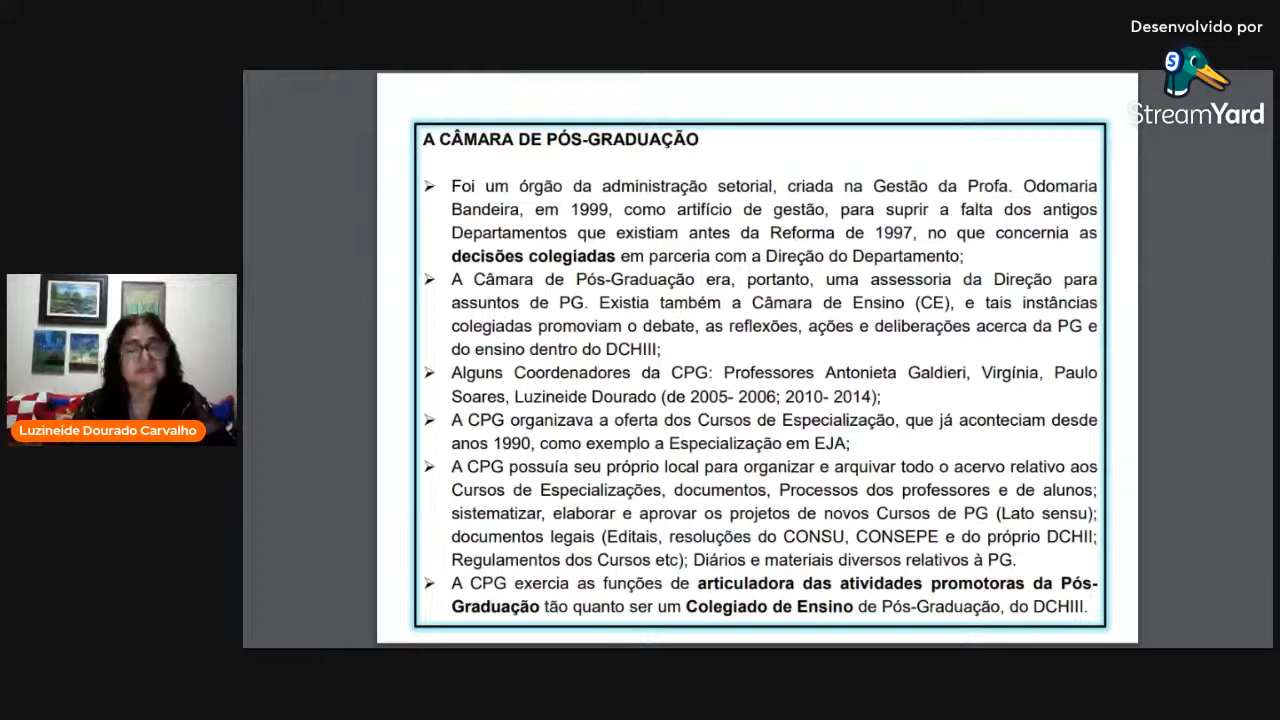 Desenvolvido por
StreamYard
A CÂMARA DE PÓS-GRADUAÇÃO
➢ Foi um órgão da administração setorial, criada na Gestão da Profa. Odomaria
Bandeira, em 1999, como artifício de gestão, para suprir a falta dos antigos
Departamentos que existiam antes da Reforma de 1997, no que concernia as
decisões colegiadas em parceria com a Direção do Departamento;
➢ A Câmara de Pós-Graduação era, portanto, uma assessoria da Direção para
assuntos de PG. Existia também a Câmara de Ensino (CE), e tais instâncias
colegiadas promoviam o debate, as reflexões, ações e deliberações acerca da PG e
do ensino dentro do DCHIII;
➢ Alguns Coordenadores da CPG: Professores Antonieta Galdieri, Virgínia, Paulo
Soares, Luzineide Dourado (de 2005- 2006; 2010- 2014);
➢ A CPG organizava a oferta dos Cursos de Especialização, que já aconteciam desde
anos 1990, como exemplo a Especialização em EJA;
➢ A CPG possuía seu próprio local para organizar e arquivar todo o acervo relativo aos
Cursos de Especializações, documentos, Processos dos professores e de alunos;
sistematizar, elaborar e aprovar os projetos de novos Cursos de PG (Lato sensu);
documentos legais (Editais, resoluções do CONSU, CONSEPE e do próprio DCHII;
Regulamentos dos Cursos etc); Diários e materiais diversos relativos à PG.
➢ A CPG exercia as funções de articuladora das atividades promotoras da Pós-
Graduação tão quanto ser um Colegiado de Ensino de Pós-Graduação, do DCHIII.
Luzineide Dourado Carvalho